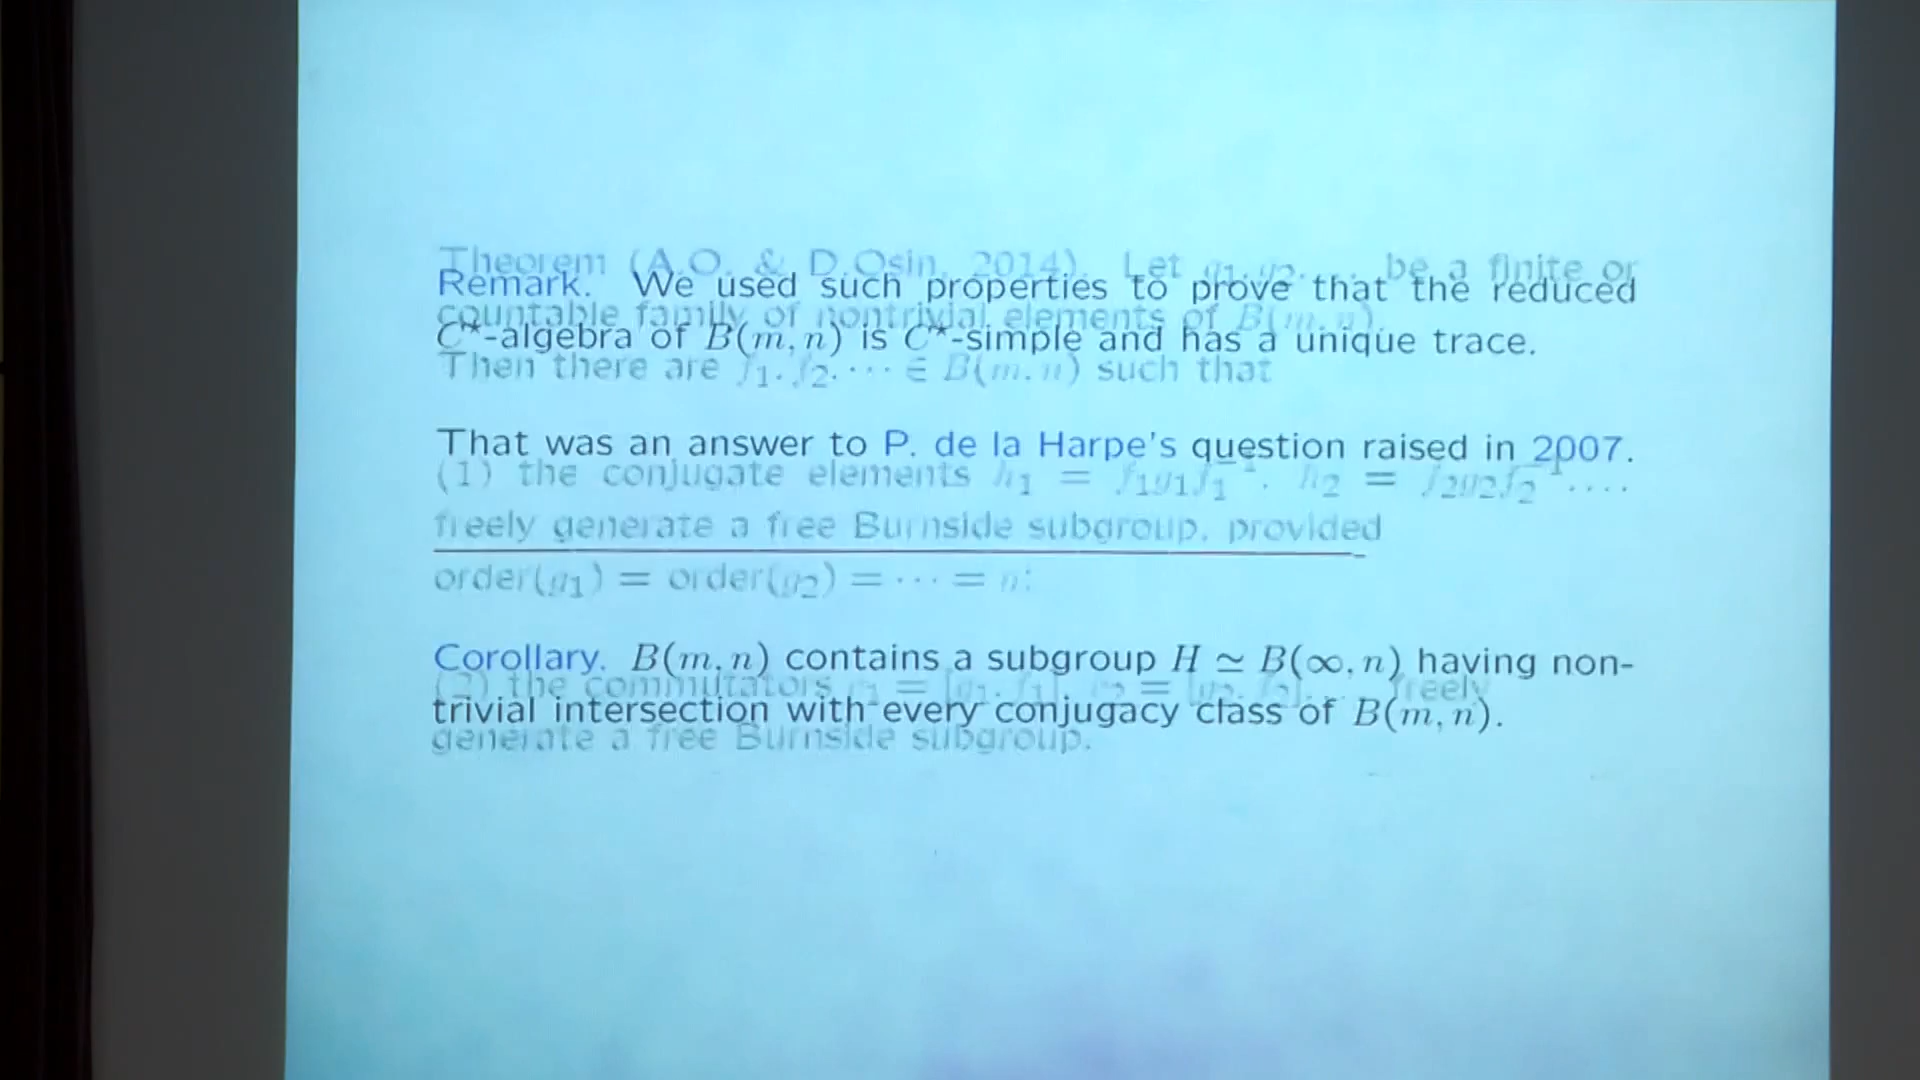 Theorem (A.O. & D.Osin, 2014). Let g₁, g₂, ... be a finite or
Remark. We used such properties to prove that the reduced
countable family of nontrivial elements of B(m, n).
C*-algebra of B(m, n) is C*-simple and has a unique trace.
Then there are f₁, f₂, ⋯ ∈ B(m, n) such that
That was an answer to P. de la Harpe's question raised in 2007.
(1) the conjugate elements h₁ = f₁g₁f₁⁻¹, h₂ = f₂g₂f₂⁻¹, ...
freely generate a free Burnside subgroup, provided
order(g₁) = order(g₂) = ⋯ = n;
Corollary. B(m, n) contains a subgroup H ≃ B(∞, n) having non-
(2) the commutators = [g₁, f₁], = [g₂, f₂], ... freely
trivial intersection with every conjugacy class of B(m, n).
generate a free Burnside subgroup.